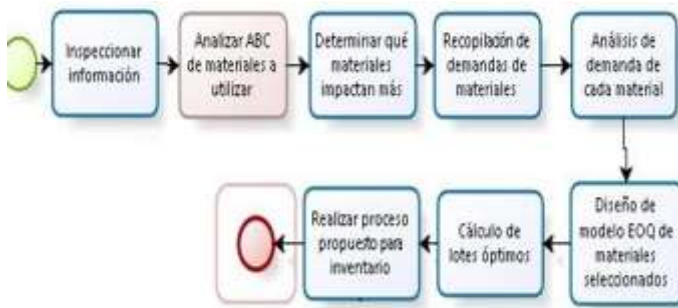 Inspeccionar
información
Analizar ABC
de materiales a
utilizar
Determinar qué
materiales
impactan más
Recopilación de
demandas de
materiales
Análisis de
demanda de
cada material
Realizar proceso
propuesto para
inventario
Cálculo de
lotes óptimos
Diseño de
modelo EOQ de
materiales
seleccionados